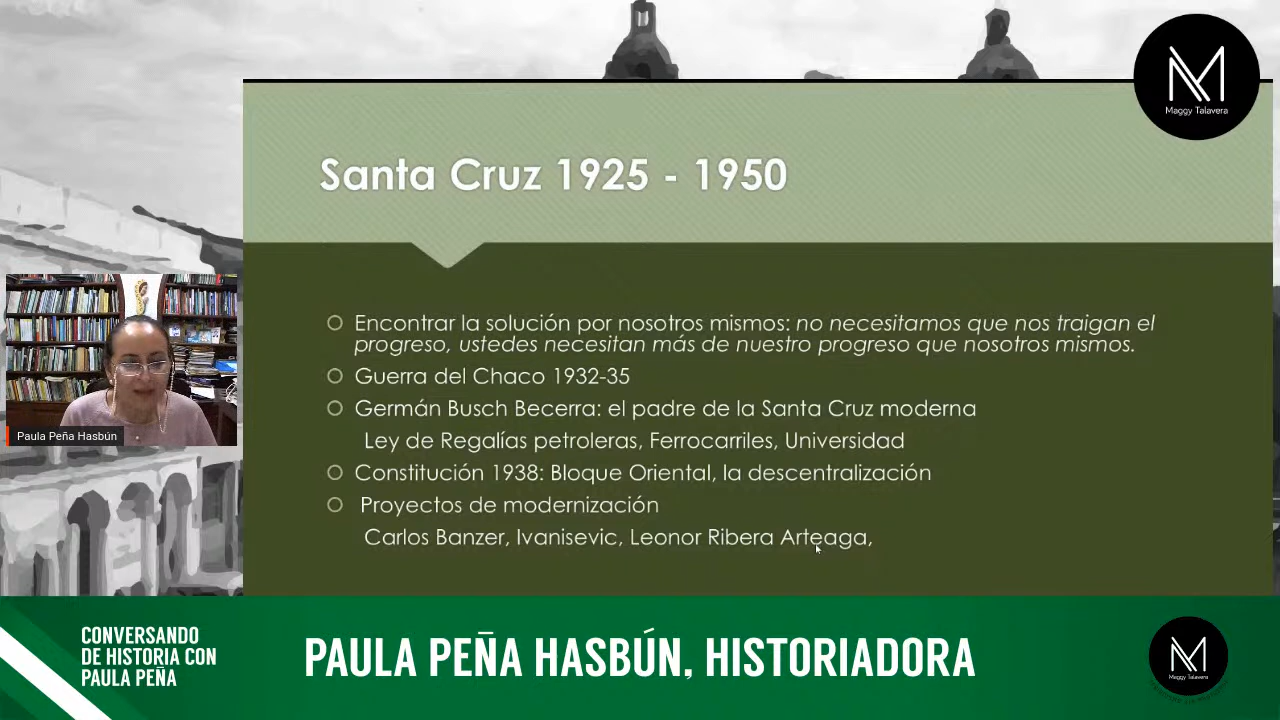 M
Maggy Talavera
Santa Cruz 1925 - 1950
Encontrar la solución por nosotros mismos: no necesitamos que nos traigan el
progreso, ustedes necesitan más de nuestro progreso que nosotros mismos.
Guerra del Chaco 1932-35
Germán Busch Becerra: el padre de la Santa Cruz moderna
Ley de Regalías petroleras, Ferrocarriles, Universidad
Constitución 1938: Bloque Oriental, la descentralización
Proyectos de modernización
Carlos Banzer, Ivanisevic, Leonor Ribera Arteaga,
Paula Peña Hasbún
CONVERSANDO
DE HISTORIA CON
PAULA PEÑA
PAULA PEÑA HASBÚN, HISTORIADORA
M
Maggy Talavera